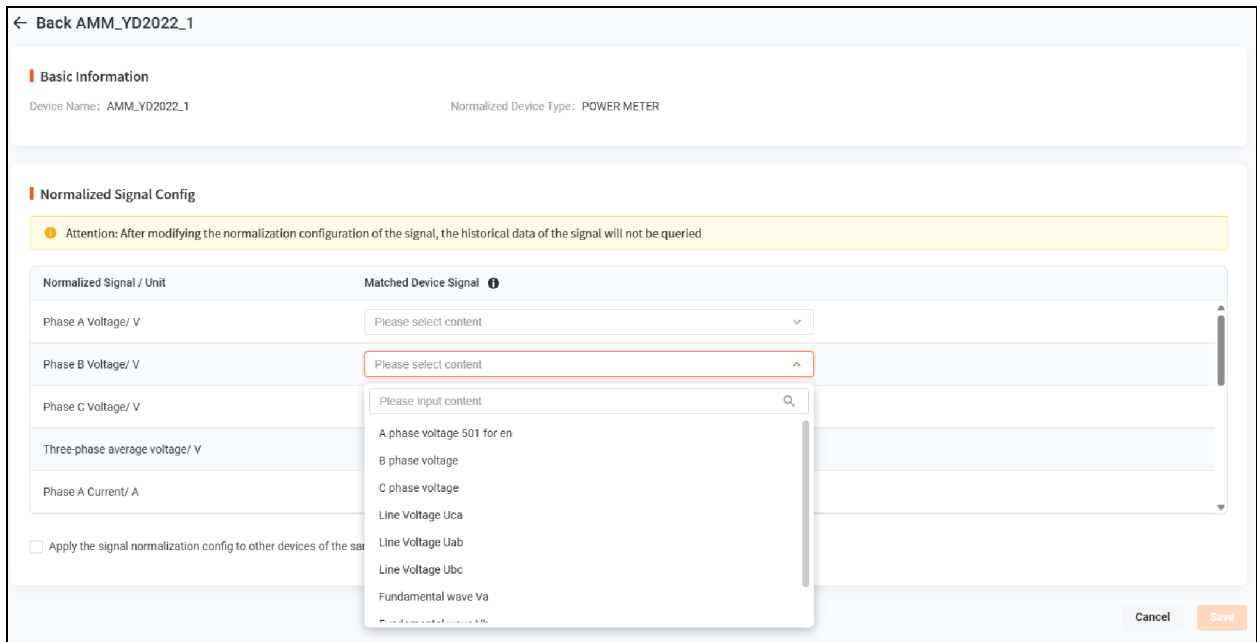 Back AMM_YD2022_1
Basic Information
Device Name: AMM_YD2022_1 Normalized Device Type: POWER METER
Normalized Signal Config
Attention: After modifying the normalization configuration of the signal, the historical data of the signal will not be queried
Normalized Signal / Unit Matched Device Signal
Phase A Voltage/ V Please select content
Phase B Voltage/ V Please select content
Phase C Voltage/ V Please input content
A phase voltage 501 for en
Three-phase average voltage/ V
B phase voltage
Phase A Current/ A C phase voltage
Line Voltage Uca
Apply the signal normalization config to other devices of the Line Voltage Uab
Line Voltage Ubc
Fundamental wave Va
Cancel Save